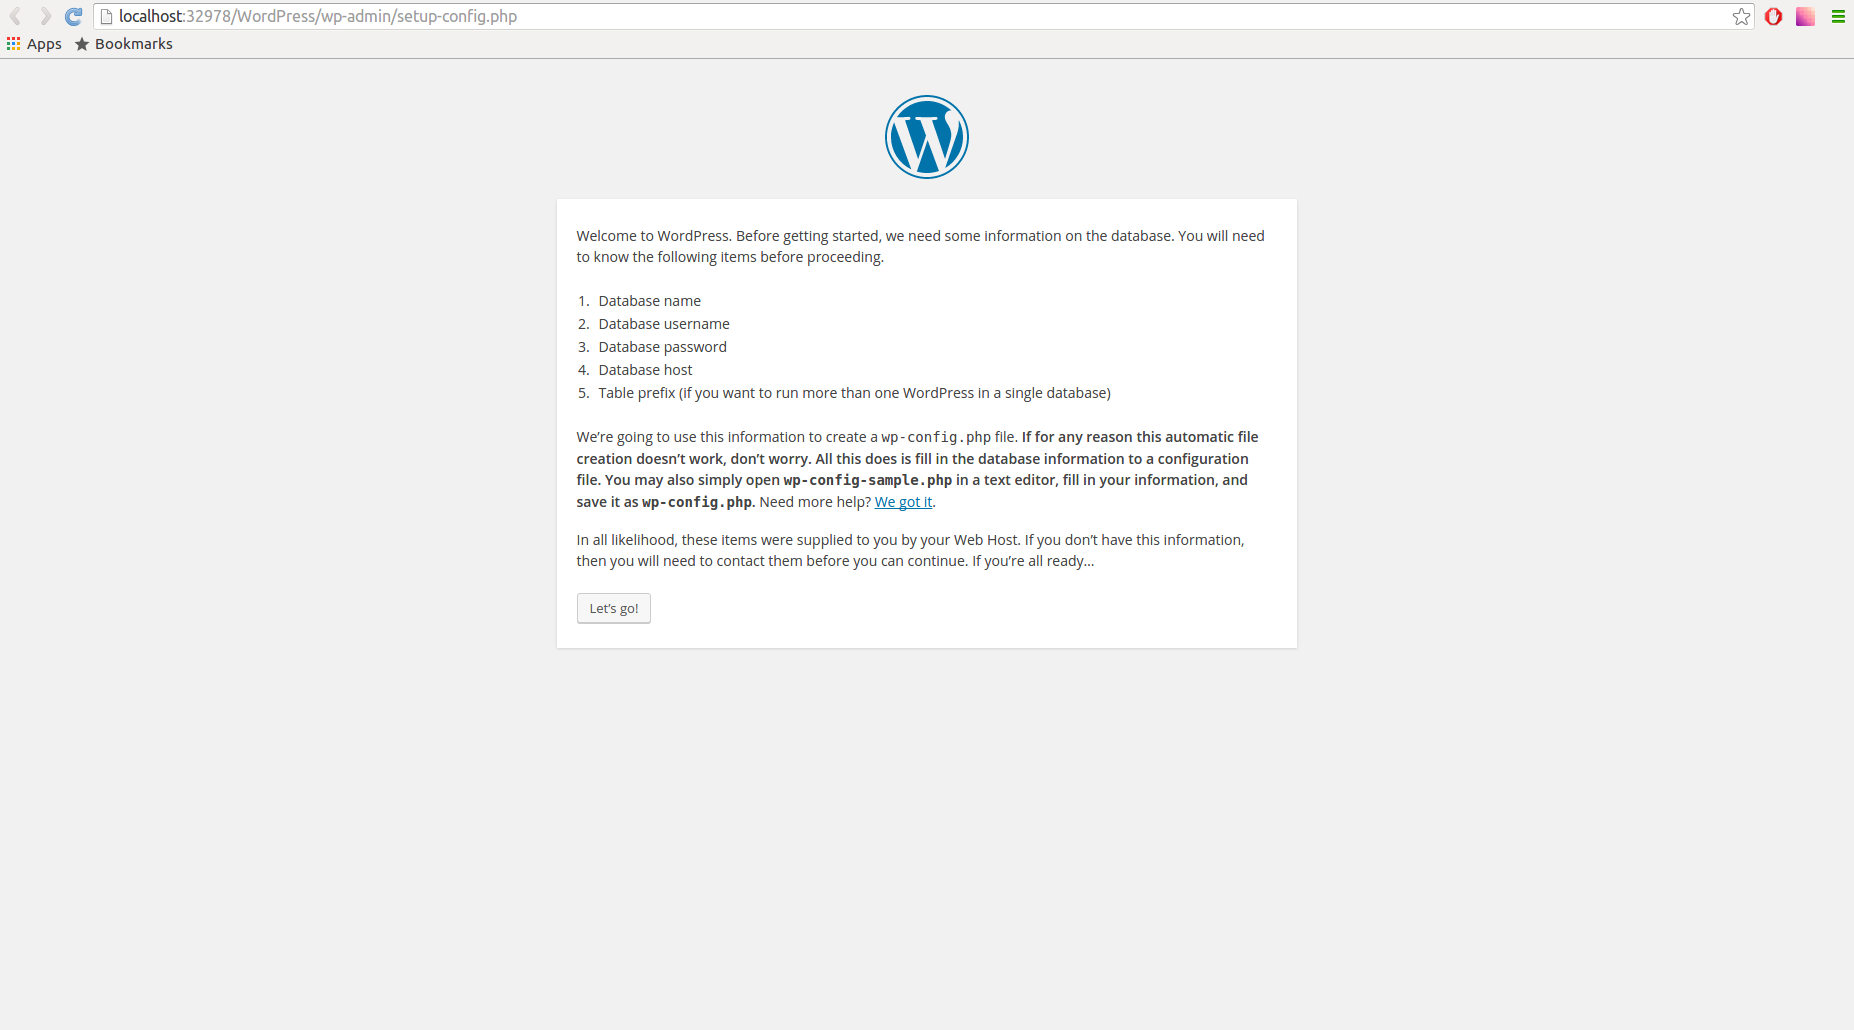 localhost:32978/WordPress/wp-admin/setup-config.php
Apps
Bookmarks
W
Welcome to WordPress. Before getting started, we need some information on the database. You will need
to know the following items before proceeding.
1. Database name
2. Database username
3. Database password
4. Database host
5. Table prefix (if you want to run more than one WordPress in a single database)
We’re going to use this information to create a wp-config.php file. If for any reason this automatic file
creation doesn’t work, don’t worry. All this does is fill in the database information to a configuration
file. You may also simply open wp-config-sample.php in a text editor, fill in your information, and
save it as wp-config.php. Need more help? We got it.
In all likelihood, these items were supplied to you by your Web Host. If you don’t have this information,
then you will need to contact them before you can continue. If you’re all ready…
Let’s go!